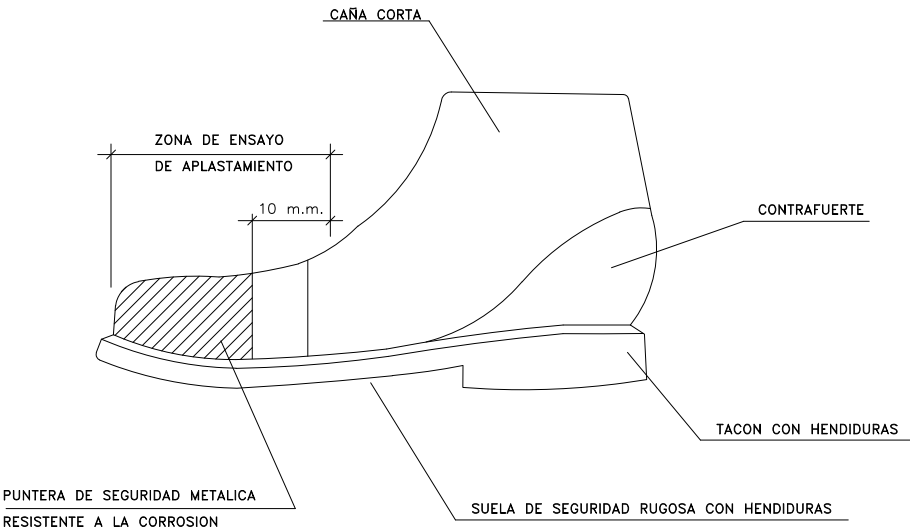 CAÑA CORTA
ZONA DE ENSAYO
DE APLASTAMIENTO
10 m.m.
CONTRAFUERTE
TACON CON HENDIDURAS
PUNTERA DE SEGURIDAD METALICA
RESISTENTE A LA CORROSION
SUELA DE SEGURIDAD RUGOSA CON HENDIDURAS